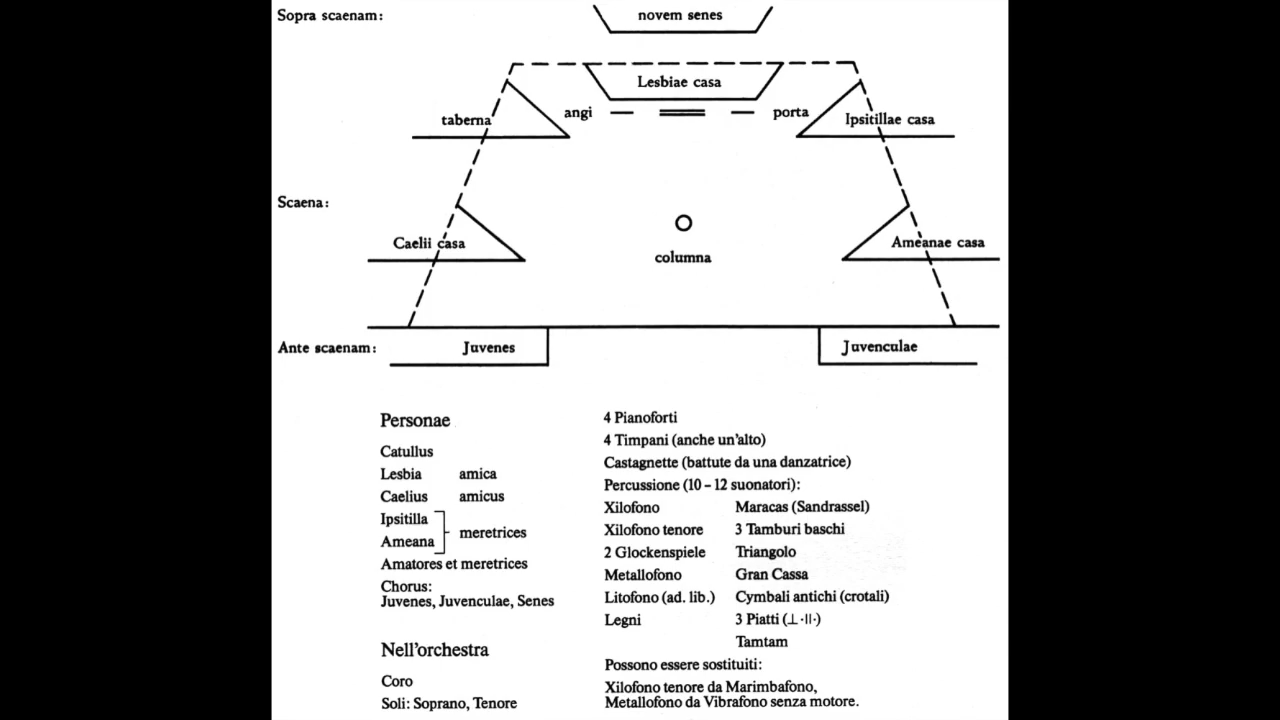 Sopra scaenam:
novem senes
Lesbiae casa
angi
porta
taberna
Ipsitillae casa
Scaena:
Caelii casa
Ameanae casa
columna
Ante scaenam:
Juvenes
Juvenculae
Personae
Catullus
Lesbia amica
Caelius amicus
Ipsitilla
Ameana
meretrices
Amatores et meretrices
Chorus:
Juvenes, Juvenculae, Senes
Nell'orchestra
Coro
Soli: Soprano, Tenore
4 Pianoforti
4 Timpani (anche un'alto)
Castagnette (battute da una danzatrice)
Percussione (10 – 12 suonatori):
Xilofono Maracas (Sandrassel)
Xilofono tenore 3 Tamburi baschi
2 Glockenspiele Triangolo
Metallofono Gran Cassa
Litofono (ad. lib.) Cymbali antichi (crotali)
Legni 3 Piatti (⊥·||·)
Tamtam
Possono essere sostituiti:
Xilofono tenore da Marimbafono,
Metallofono da Vibrafono senza motore.